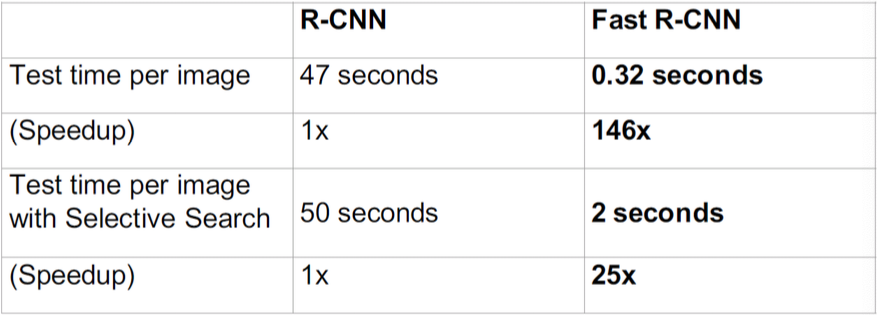 R-CNN Fast R-CNN
Test time per image 47 seconds 0.32 seconds
(Speedup) 1x 146x
Test time per image
with Selective Search 50 seconds 2 seconds
(Speedup) 1x 25x